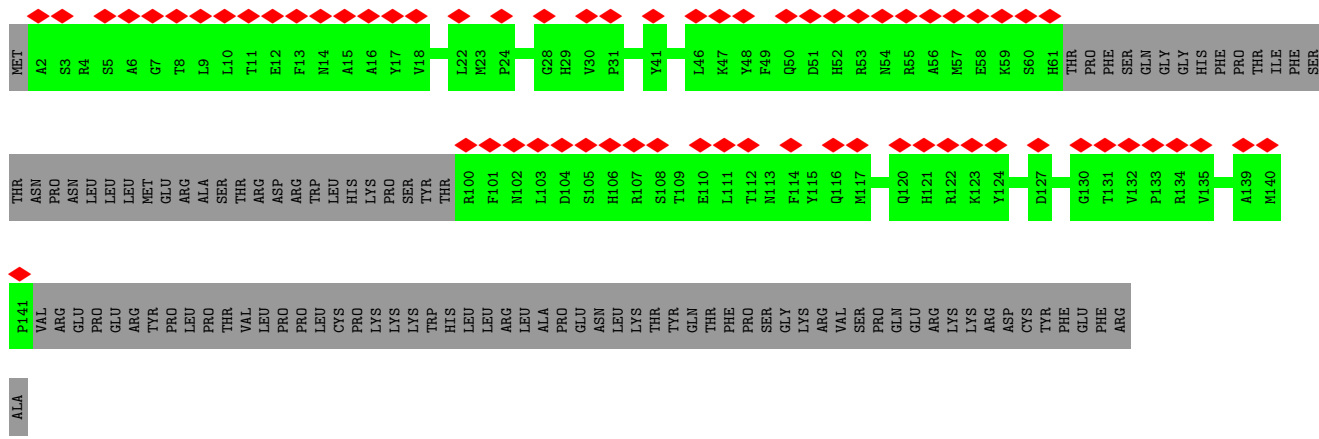 MET A2 S3 R4 S5 A6 G7 T8 L9 L10 T11 E12 F13 N14 A15 A16 Y17 V18 L22 M23 P24 G28 H29 V30 P31 Y41 L46 K47 Y48 F49 Q50 D51 H52 R53 N54 R55 A56 M57 E58 K59 S60 H61 THR PRO PHE SER GLN GLY GLY HIS PHE PRO THR ILE PHE SER
THR ASN PRO ASN LEU LEU LEU MET GLU ARG ALA SER THR ARG ASP ARG TRP LEU HIS LYS PRO SER TYR THR R100 F101 N102 L103 D104 S105 H106 R107 S108 T109 E110 L111 T112 N113 F114 Y115 Q116 M117 Q120 H121 R122 K123 Y124 D127 G130 T131 V132 P133 R134 V135 A139 M140
P141 VAL ARG GLU PRO GLU ARG TYR PRO LEU PRO THR VAL LEU PRO PRO LEU CYS PRO LYS LYS LYS TRP HIS LEU LEU ARG LEU ALA PRO GLU ASN LEU LYS THR TYR GLN THR PHE PRO SER GLY LYS ARG VAL SER PRO GLN GLU ARG LYS LYS ARG ASP CYS TYR PHE GLU PHE ARG
ALA